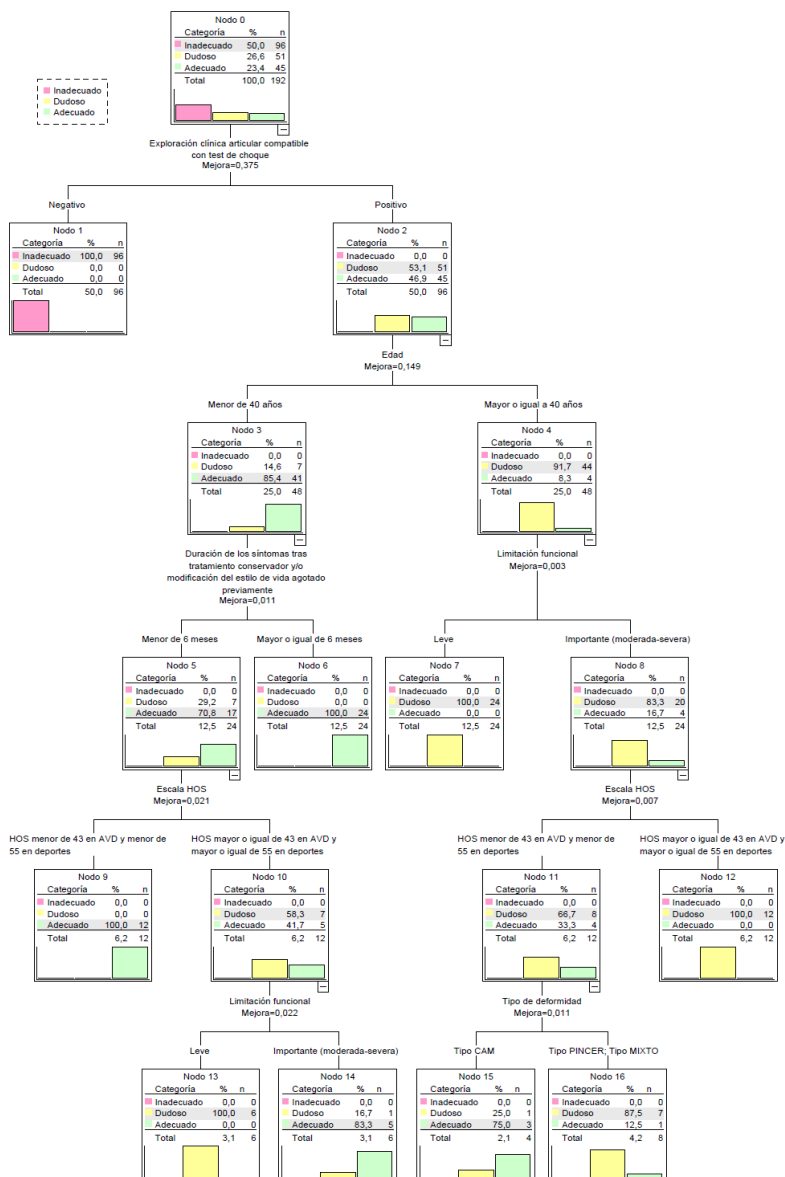 Nodo 0
Categoría % n
Inadecuado 50,0 96
Dudoso 26,6 51
Adecuado 23,4 45
Total 100,0 192
Inadecuado
Dudoso
Adecuado
Exploración clínica articular compatible
con test de choque
Mejora=0,375
Negativo
Positivo
Nodo 1
Categoría % n
Inadecuado 100,0 96
Dudoso 0,0 0
Adecuado 0,0 0
Total 50,0 96
Nodo 2
Categoría % n
Inadecuado 0,0 0
Dudoso 53,1 51
Adecuado 46,9 45
Total 50,0 96
Edad
Mejora=0,149
Menor de 40 años
Mayor o igual a 40 años
Nodo 3
Categoría % n
Inadecuado 0,0 0
Dudoso 14,6 7
Adecuado 85,4 41
Total 25,0 48
Nodo 4
Categoría % n
Inadecuado 0,0 0
Dudoso 91,7 44
Adecuado 8,3 4
Total 25,0 48
Duración de los síntomas tras
tratamiento conservador y/o
modificación del estilo de vida agotado
previamente
Mejora=0,011
Limitación funcional
Mejora=0,003
Menor de 6 meses
Mayor o igual de 6 meses
Leve
Importante (moderada-severa)
Nodo 5
Categoría % n
Inadecuado 0,0 0
Dudoso 29,2 7
Adecuado 70,8 17
Total 12,5 24
Nodo 6
Categoría % n
Inadecuado 0,0 0
Dudoso 0,0 0
Adecuado 100,0 24
Total 12,5 24
Nodo 7
Categoría % n
Inadecuado 0,0 0
Dudoso 100,0 24
Adecuado 0,0 0
Total 12,5 24
Nodo 8
Categoría % n
Inadecuado 0,0 0
Dudoso 83,3 20
Adecuado 16,7 4
Total 12,5 24
Escala HOS
Mejora=0,021
Escala HOS
Mejora=0,007
HOS menor de 43 en AVD y menor de
55 en deportes
HOS mayor o igual de 43 en AVD y
mayor o igual de 55 en deportes
HOS menor de 43 en AVD y menor de
55 en deportes
HOS mayor o igual de 43 en AVD y
mayor o igual de 55 en deportes
Nodo 9
Categoría % n
Inadecuado 0,0 0
Dudoso 0,0 0
Adecuado 100,0 12
Total 6,2 12
Nodo 10
Categoría % n
Inadecuado 0,0 0
Dudoso 58,3 7
Adecuado 41,7 5
Total 6,2 12
Nodo 11
Categoría % n
Inadecuado 0,0 0
Dudoso 66,7 8
Adecuado 33,3 4
Total 6,2 12
Nodo 12
Categoría % n
Inadecuado 0,0 0
Dudoso 100,0 12
Adecuado 0,0 0
Total 6,2 12
Limitación funcional
Mejora=0,022
Tipo de deformidad
Mejora=0,011
Leve
Importante (moderada-severa)
Tipo CAM
Tipo PINCER; Tipo MIXTO
Nodo 13
Categoría % n
Inadecuado 0,0 0
Dudoso 100,0 6
Adecuado 0,0 0
Total 3,1 6
Nodo 14
Categoría % n
Inadecuado 0,0 0
Dudoso 16,7 1
Adecuado 83,3 5
Total 3,1 6
Nodo 15
Categoría % n
Inadecuado 0,0 0
Dudoso 25,0 1
Adecuado 75,0 3
Total 2,1 4
Nodo 16
Categoría % n
Inadecuado 0,0 0
Dudoso 87,5 7
Adecuado 12,5 1
Total 4,2 8